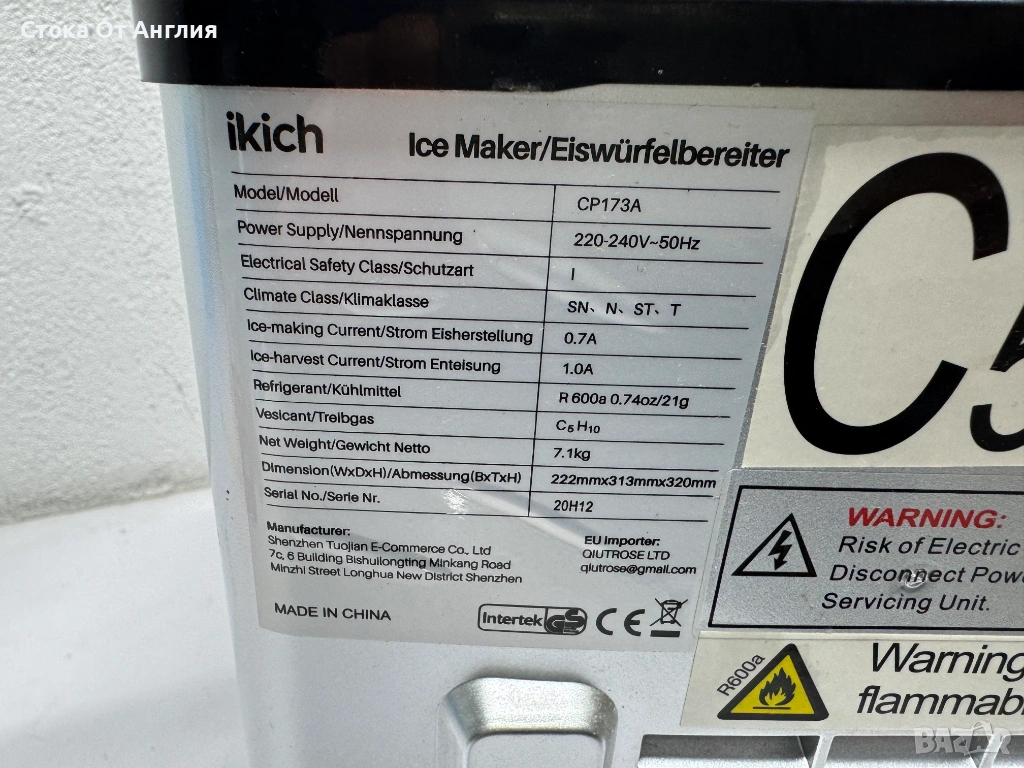 Стока От Англия
ikich
Ice Maker/Eiswürfelbereiter
Model/Modell CP173A
Power Supply/Nennspannung 220-240V~50Hz
Electrical Safety Class/Schutzart I
Climate Class/Klimaklasse SN、N、ST、T
Ice-making Current/Strom Eisherstellung 0.7A
Ice-harvest Current/Strom Enteisung 1.0A
Refrigerant/Kühlmittel R 600a 0.74oz/21g
Vesicant/Treibgas C5 H10
Net Weight/Gewicht Netto 7.1kg
Dimension(WxDxH)/Abmessung(BxTxH) 222mmx313mmx320mm
Serial No./Serie Nr. 20H12
Manufacturer:
Shenzhen Tuojian E-Commerce Co., Ltd
7c, 6 Building Bishuilongting Minkang Road
Minzhi Street Longhua New District Shenzhen
EU Importer:
QIUTROSE LTD
qiutrose@gmail.com
MADE IN CHINA
Intertek GS CE
C5
WARNING:
Risk of Electric
Disconnect Powe
Servicing Unit.
R600a
Warning
flammab
BAZAR